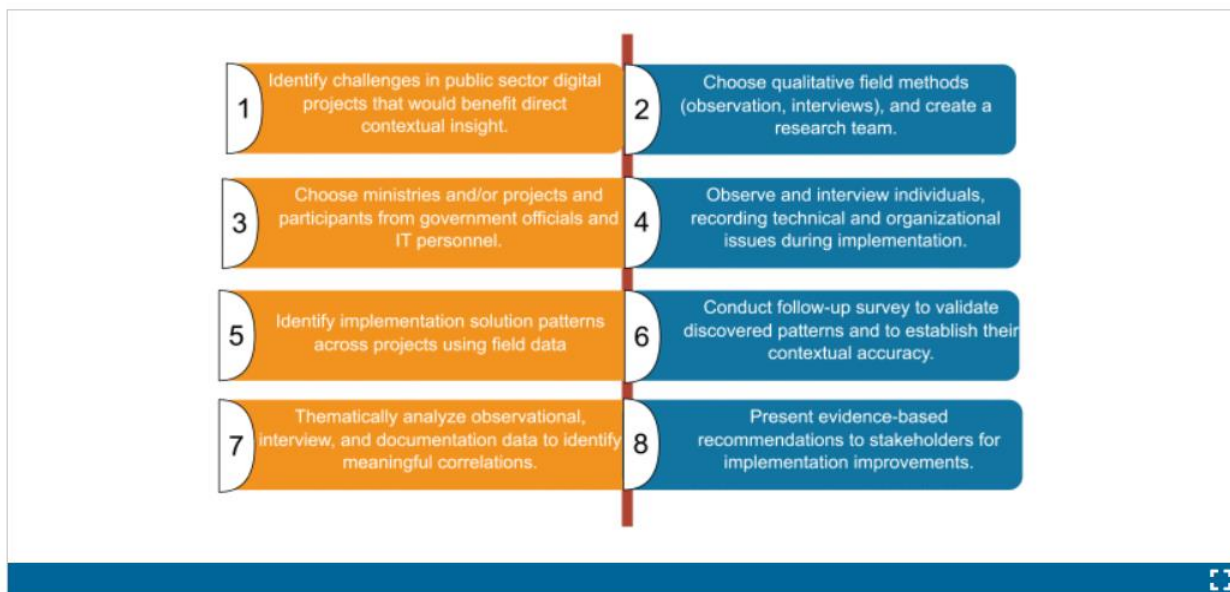 1
Identify challenges in public sector digital
projects that would benefit direct
contextual insight.
2
Choose qualitative field methods
(observation, interviews), and create a
research team.
3
Choose ministries and/or projects and
participants from government officials and
IT personnel.
4
Observe and interview individuals,
recording technical and organizational
issues during implementation.
5
Identify implementation solution patterns
across projects using field data
6
Conduct follow-up survey to validate
discovered patterns and to establish their
contextual accuracy.
7
Thematically analyze observational,
interview, and documentation data to identify
meaningful correlations.
8
Present evidence-based
recommendations to stakeholders for
implementation improvements.